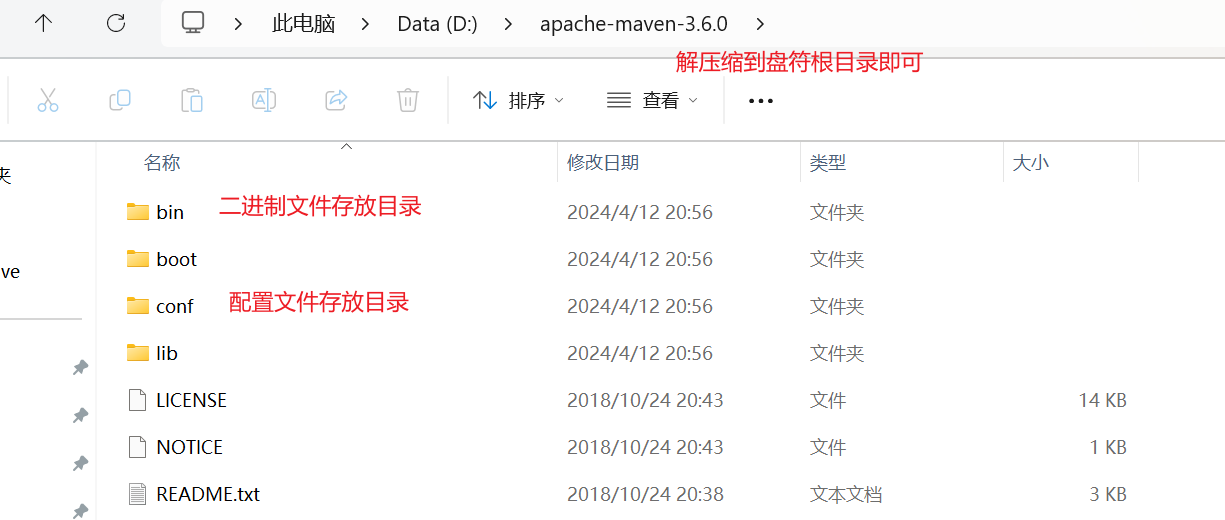 此电脑 > Data (D:) > apache-maven-3.6.0 >
解压缩到盘符根目录即可
排序 查看
名称 修改日期 类型 大小
夹
bin 二进制文件存放目录 2024/4/12 20:56 文件夹
boot 2024/4/12 20:56 文件夹
ve
conf 配置文件存放目录 2024/4/12 20:56 文件夹
lib 2024/4/12 20:56 文件夹
LICENSE 2018/10/24 20:43 文件 14 KB
NOTICE 2018/10/24 20:43 文件 1 KB
README.txt 2018/10/24 20:38 文本文档 3 KB